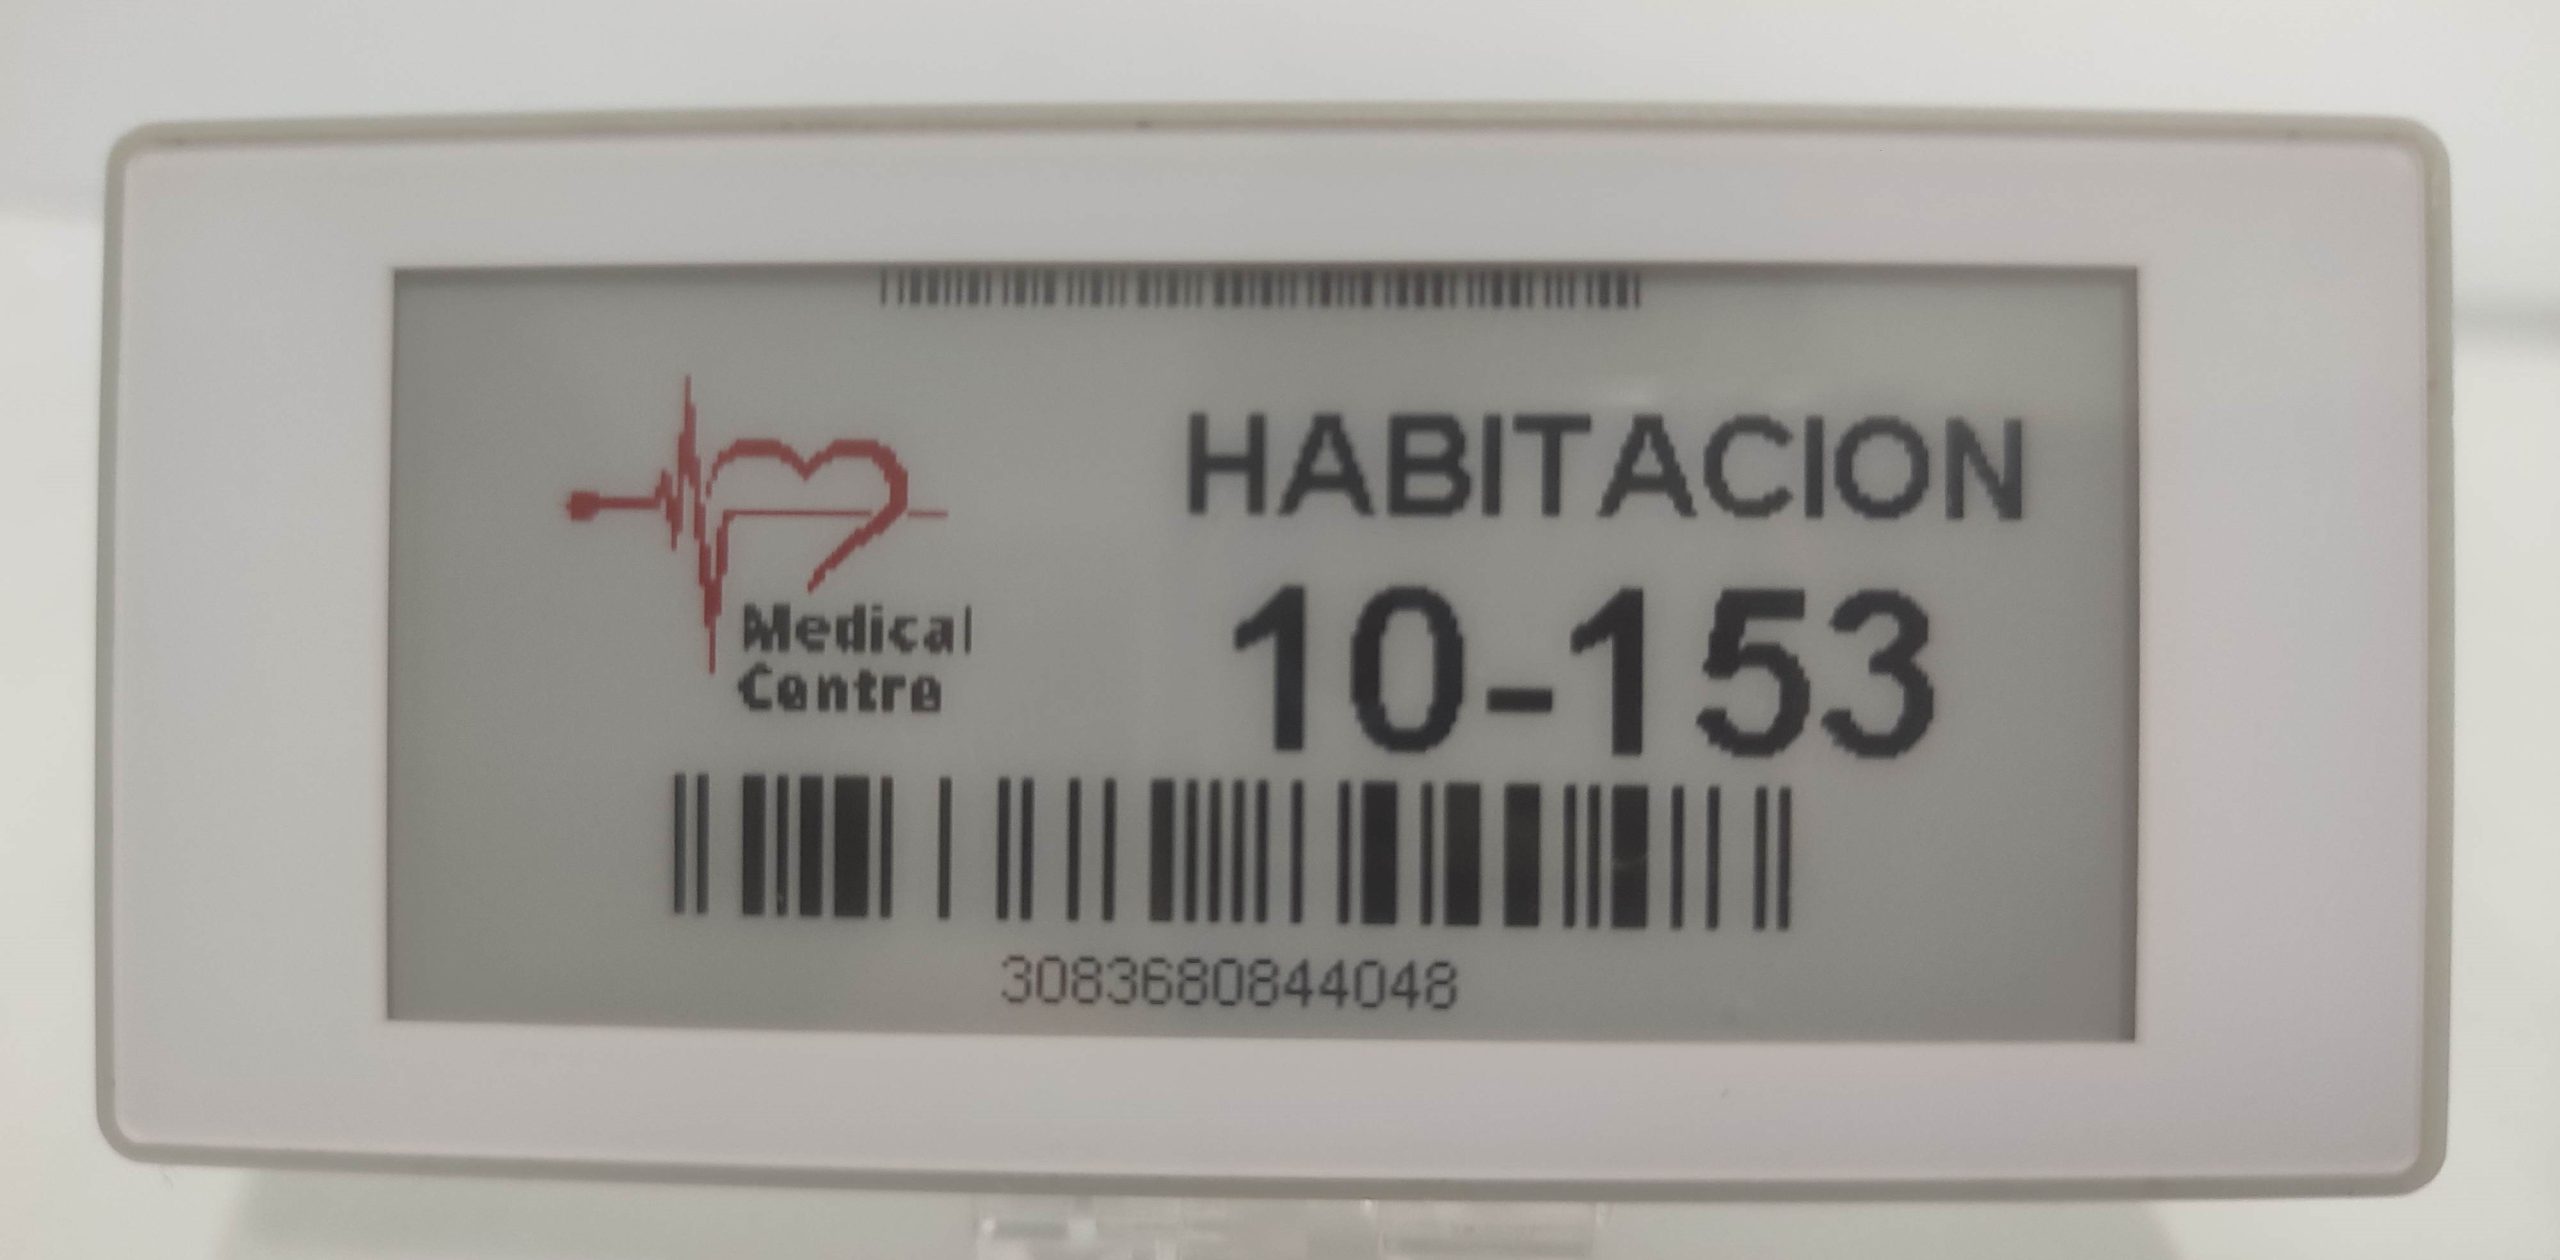 HABITACION
10-153
Medical
Centre
3083680844048